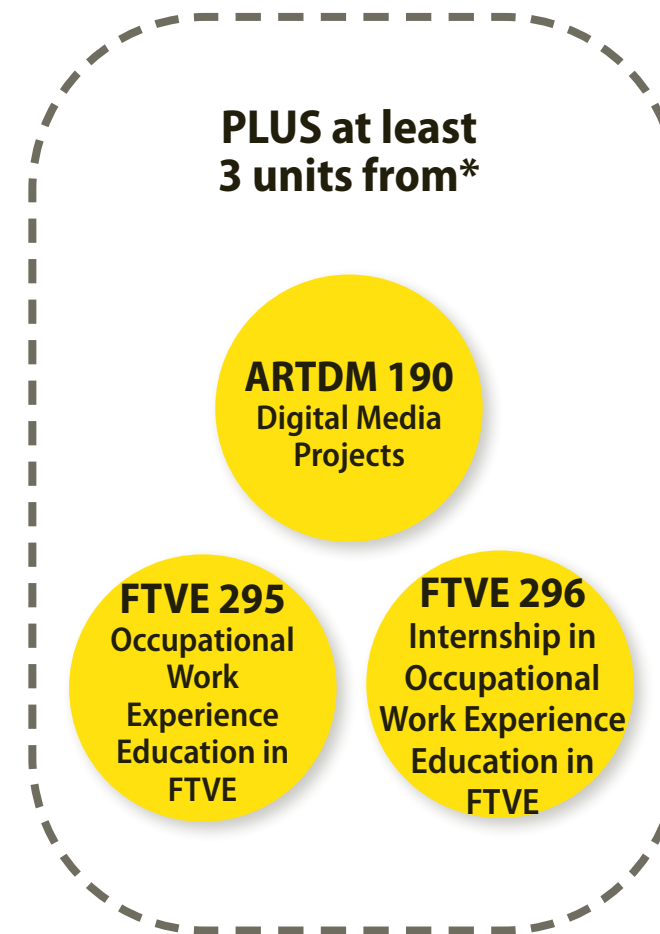 PLUS at least
3 units from*
ARTDM 190
Digital Media
Projects
FTVE 295
Occupational
Work
Experience
Education in
FTVE
FTVE 296
Internship in
Occupational
Work Experience
Education in
FTVE